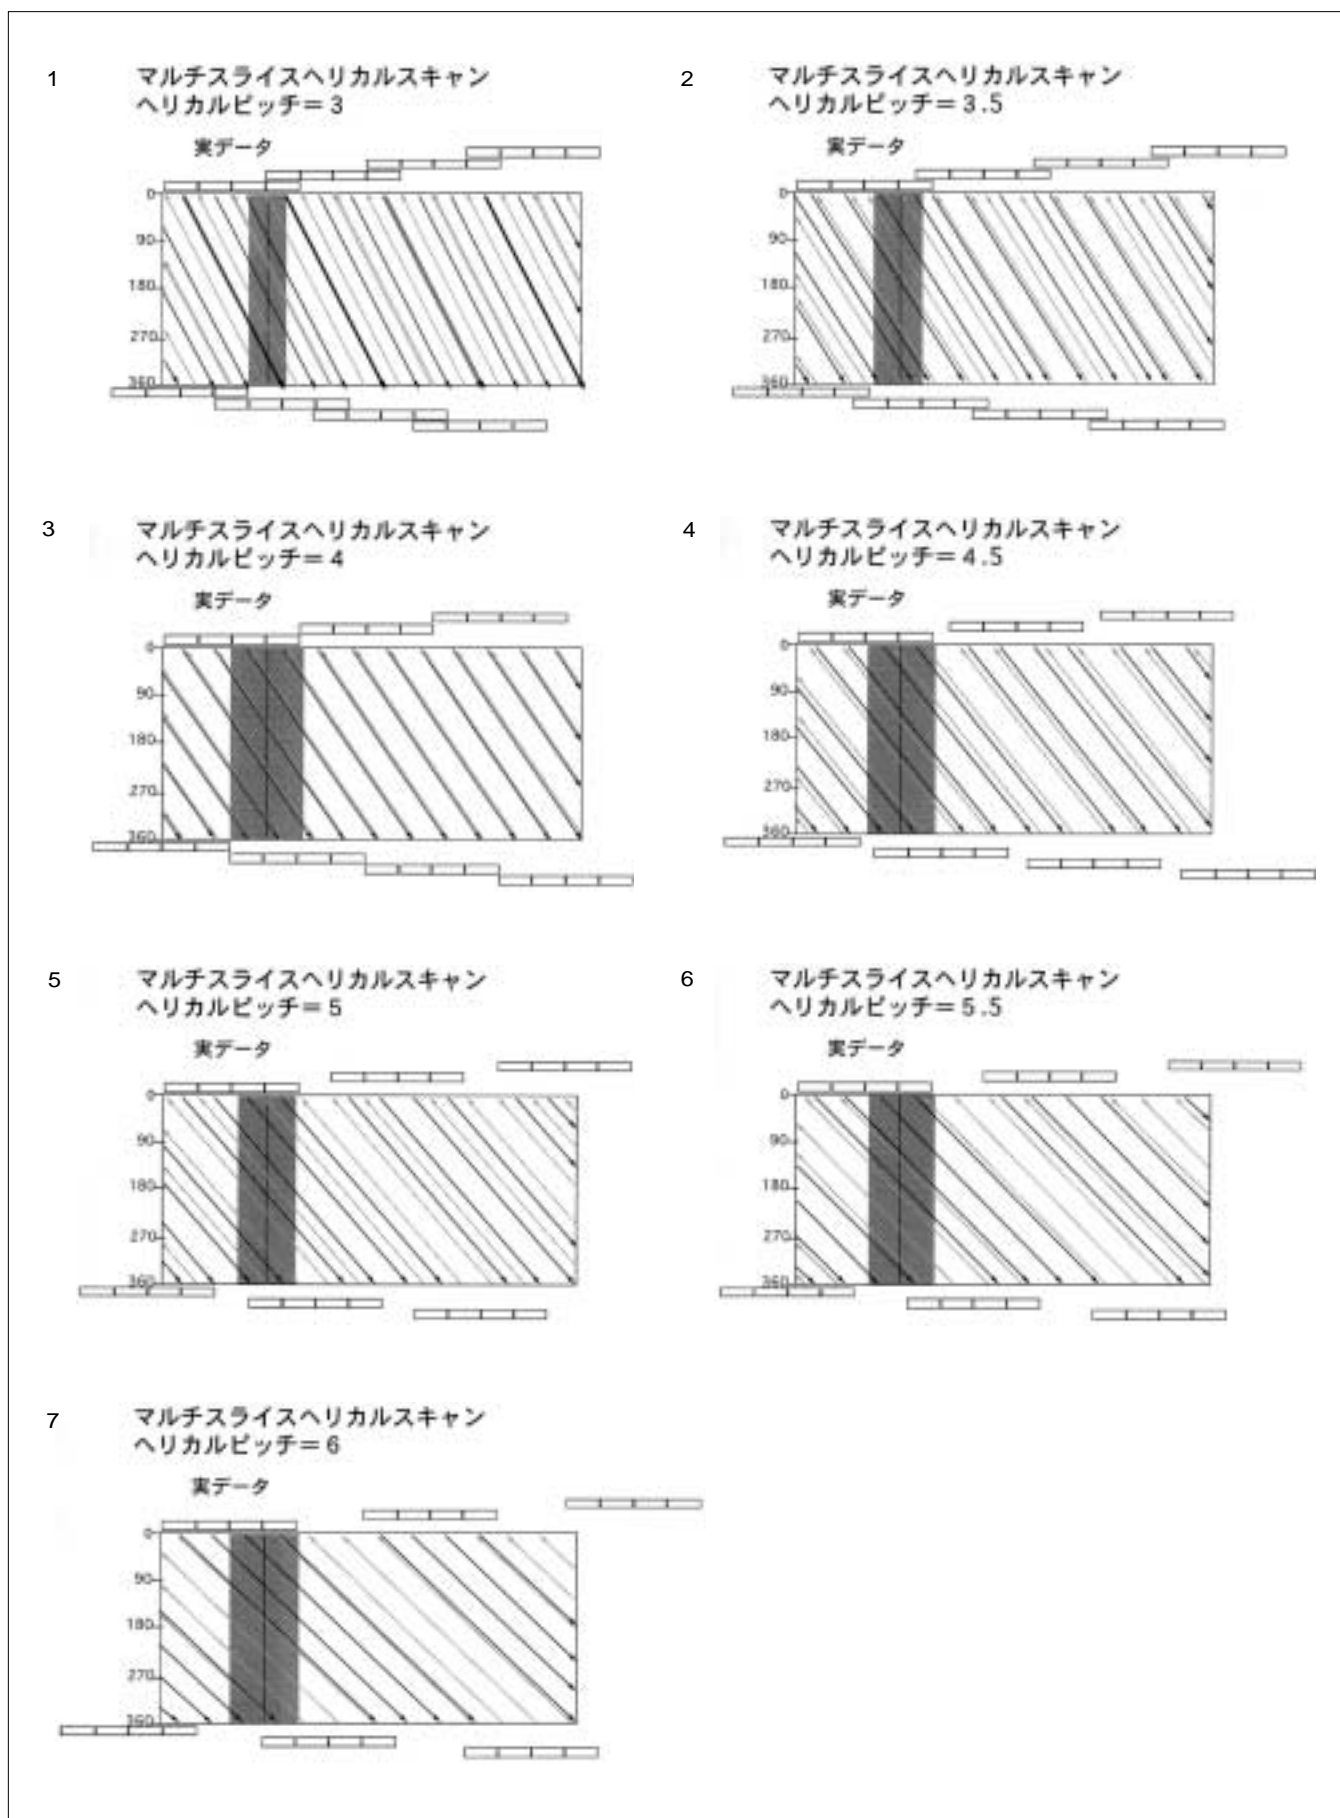 1
マルチスライスヘリカルスキャン
ヘリカルピッチ＝3
実データ
0
90
180
270
360
2
マルチスライスヘリカルスキャン
ヘリカルピッチ＝3.5
実データ
0
90
180
270
360
3
マルチスライスヘリカルスキャン
ヘリカルピッチ＝4
実データ
0
90
180
270
360
4
マルチスライスヘリカルスキャン
ヘリカルピッチ＝4.5
実データ
0
90
180
270
360
5
マルチスライスヘリカルスキャン
ヘリカルピッチ＝5
実データ
0
90
180
270
360
6
マルチスライスヘリカルスキャン
ヘリカルピッチ＝5.5
実データ
0
90
180
270
360
7
マルチスライスヘリカルスキャン
ヘリカルピッチ＝6
実データ
0
90
180
270
360